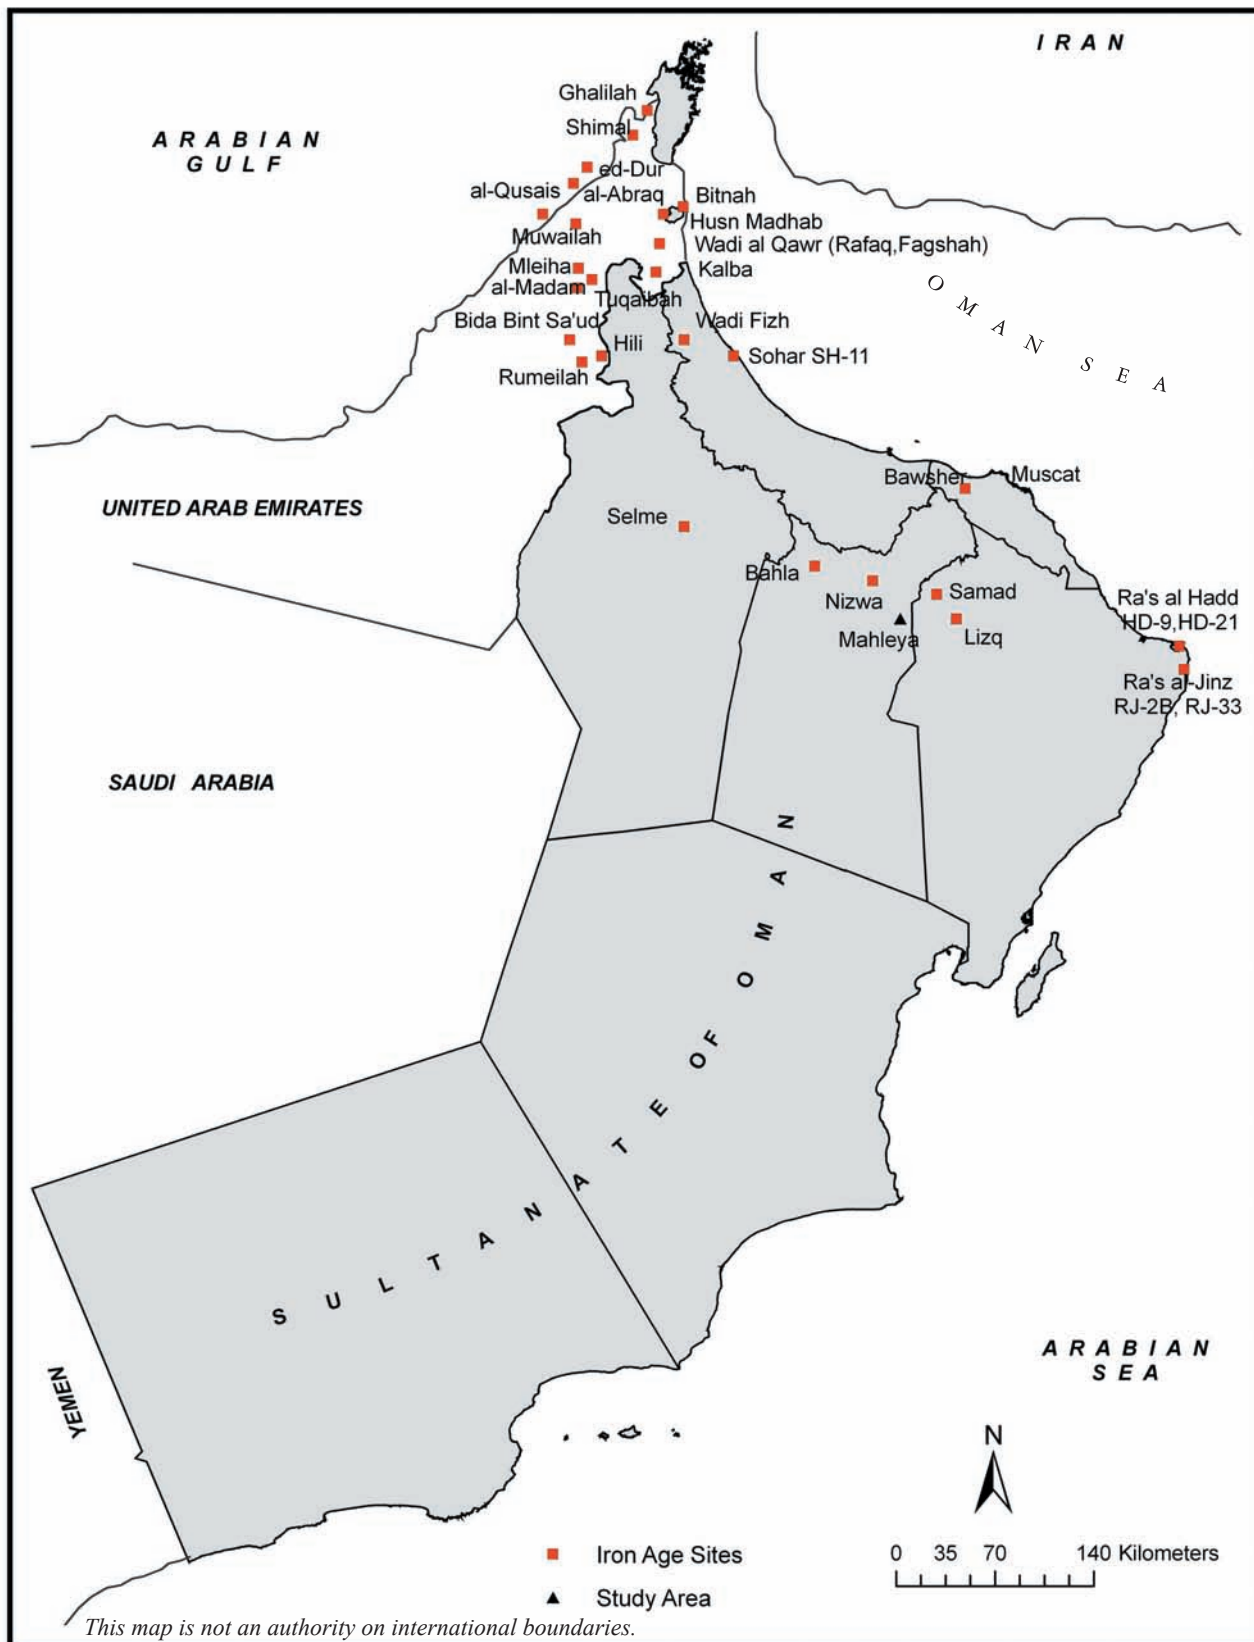 IRAN
ARABIAN
GULF
Ghalilah
Shimal
ed-Dur
al-Qusais
al-Abraq
Bitnah
Husn Madhab
Muwailah
Wadi al Qawr (Rafaq,Fagshah)
Mleiha
Kalba
al-Madam
Tuqaibah
OMAN SEA
Bida Bint Sa'ud
Wadi Fizh
Hili
Sohar SH-11
Rumeilah
UNITED ARAB EMIRATES
Bawsher
Muscat
Selme
Bahla
Nizwa
Samad
Mahleya
Lizq
Ra's al Hadd
HD-9,HD-21
Ra's al-Jinz
RJ-2B, RJ-33
SAUDI ARABIA
SULTANATE OF OMAN
YEMEN
ARABIAN
SEA
N
0 35 70 140 Kilometers
Iron Age Sites
Study Area
This map is not an authority on international boundaries.